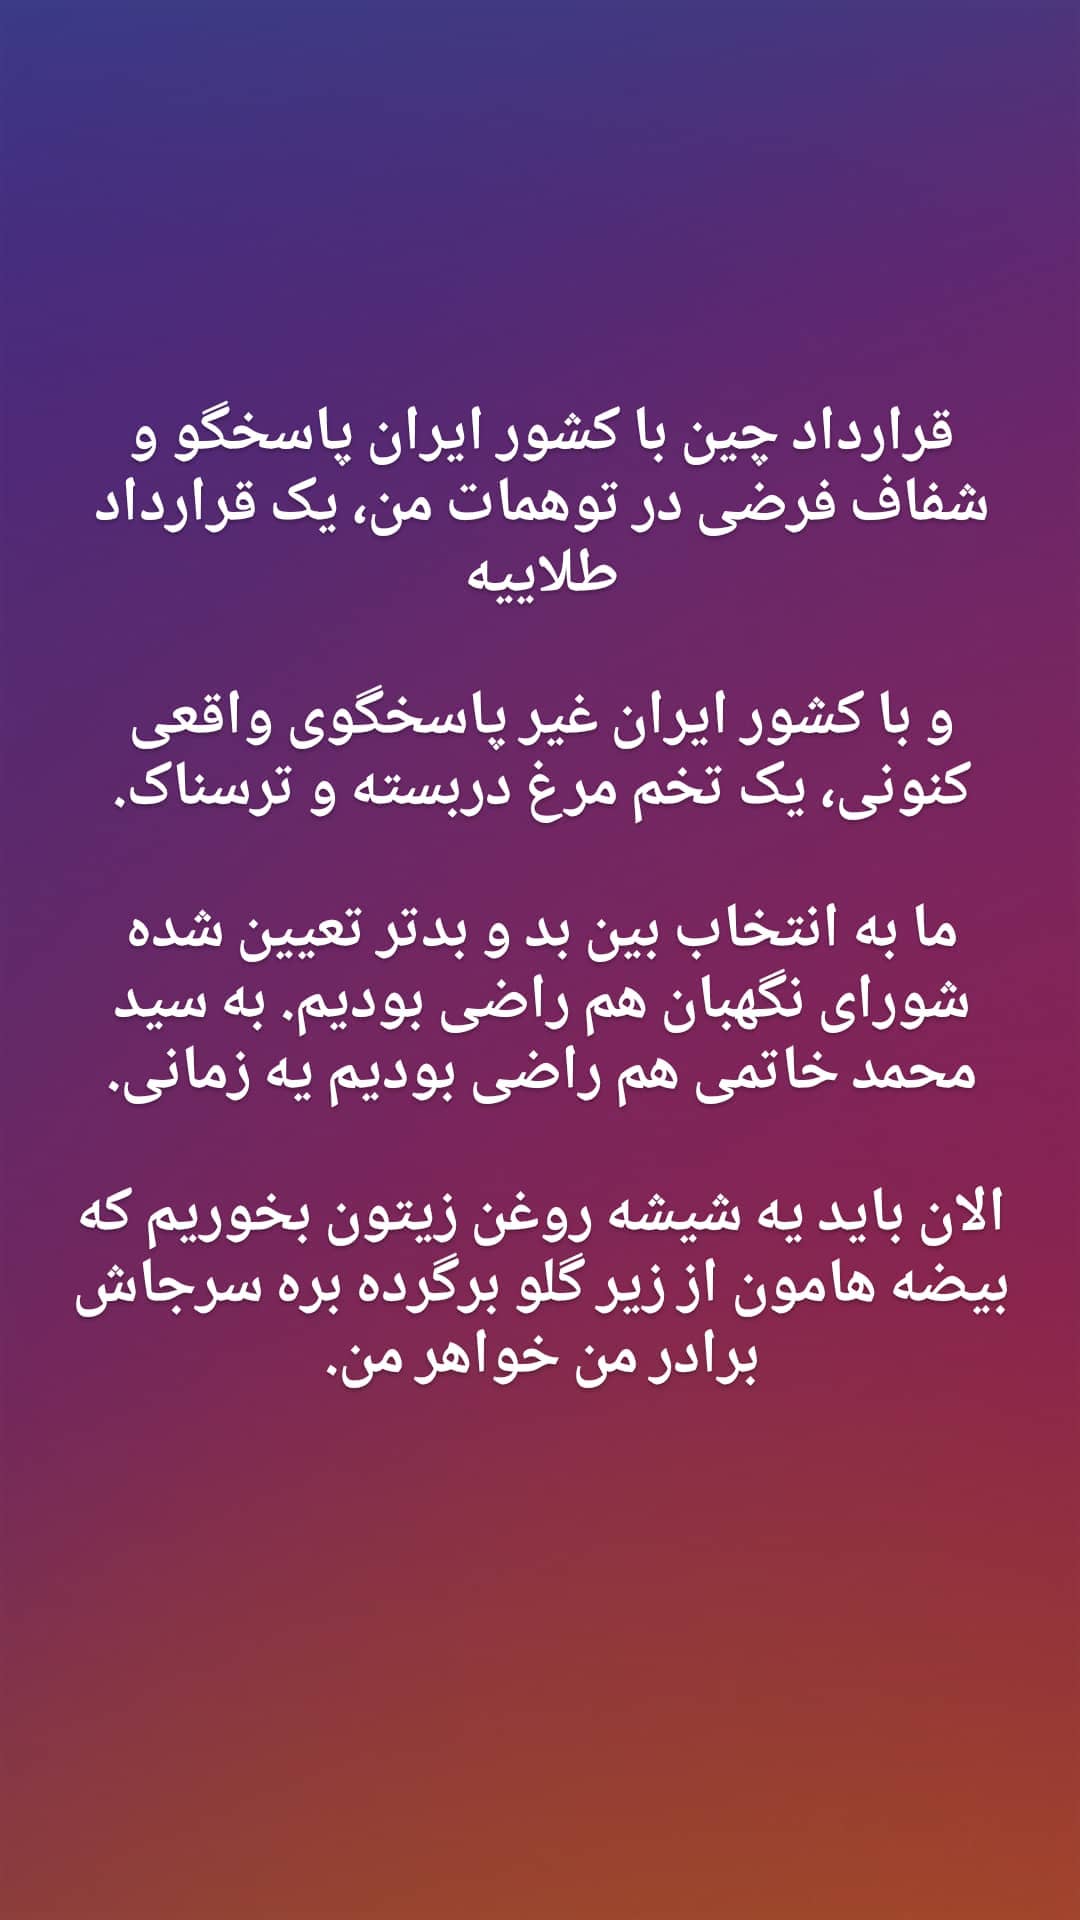 قرارداد چین با کشور ایران پاسخگو و
شفاف فرضی در توهمات من، یک قرارداد
طلاییه
و با کشور ایران غیر پاسخگوی واقعی
کنونی، یک تخم مرغ دربسته و ترسناک.
ما به انتخاب بین بد و بدتر تعیین شده
شورای نگهبان هم راضی بودیم. به سید
محمد خاتمی هم راضی بودیم یه زمانی.
الان باید یه شیشه روغن زیتون بخوریم که
بیضه هامون از زیر گلو برگرده بره سرجاش
برادر من خواهر من.